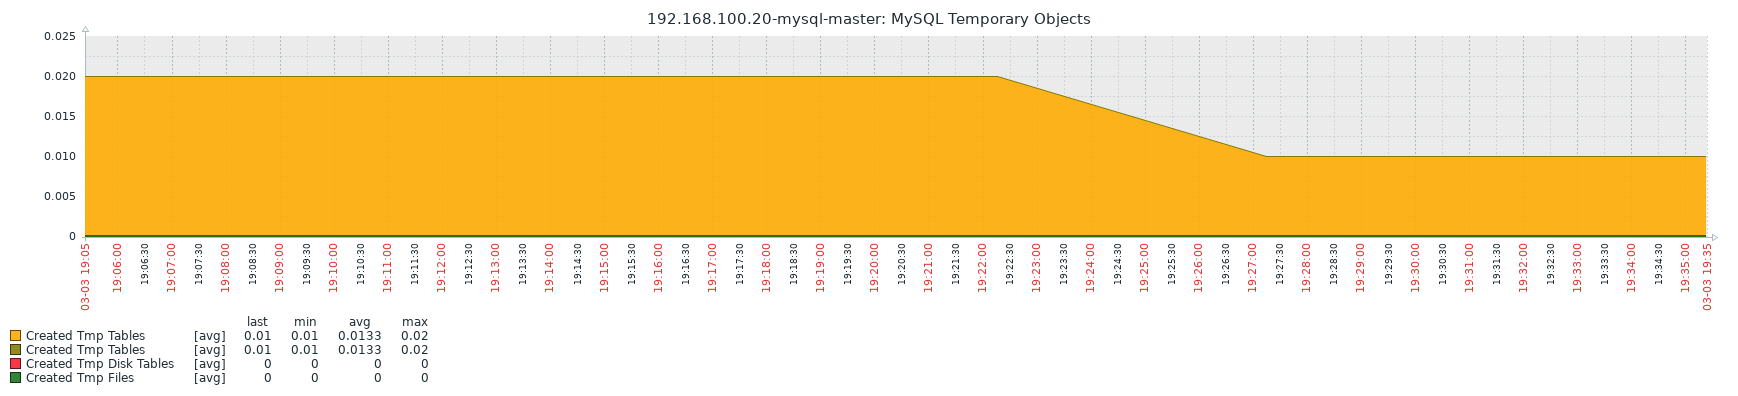 192.168.100.20-mysql-master: MySQL Temporary Objects
0.025
0.020
0.015
0.010
0.005
0
03-03 19:05 19:06:00 19:06:30 19:07:00 19:07:30 19:08:00 19:08:30 19:09:00 19:09:30 19:10:00 19:10:30 19:11:00 19:11:30 19:12:00 19:12:30 19:13:00 19:13:30 19:14:00 19:14:30 19:15:00 19:15:30 19:16:00 19:16:30 19:17:00 19:17:30 19:18:00 19:18:30 19:19:00 19:19:30 19:20:00 19:20:30 19:21:00 19:21:30 19:22:00 19:22:30 19:23:00 19:23:30 19:24:00 19:24:30 19:25:00 19:25:30 19:26:00 19:26:30 19:27:00 19:27:30 19:28:00 19:28:30 19:29:00 19:29:30 19:30:00 19:30:30 19:31:00 19:31:30 19:32:00 19:32:30 19:33:00 19:33:30 19:34:00 19:34:30 19:35:00 03-03 19:35
last min avg max
Created Tmp Tables [avg] 0.01 0.01 0.0133 0.02
Created Tmp Tables [avg] 0.01 0.01 0.0133 0.02
Created Tmp Disk Tables [avg] 0 0 0 0
Created Tmp Files [avg] 0 0 0 0